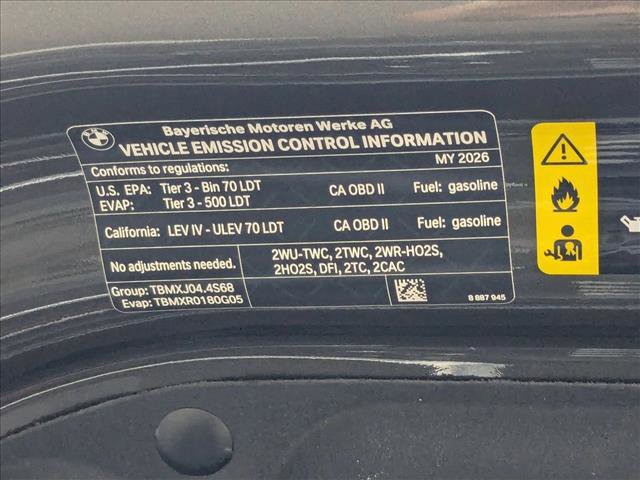 BMW
Bayerische Motoren Werke AG
VEHICLE EMISSION CONTROL INFORMATION
Conforms to regulations: MY 2026
U.S. EPA: Tier 3 - Bin 70 LDT CA OBD II Fuel: gasoline
EVAP: Tier 3 - 500 LDT
California: LEV IV - ULEV 70 LDT CA OBD II Fuel: gasoline
No adjustments needed. 2WU-TWC, 2TWC, 2WR-HO2S,
2HO2S, DFI, 2TC, 2CAC
Group: TBMXJ04.4S68
Evap: TBMXR0180G05
8 887 945